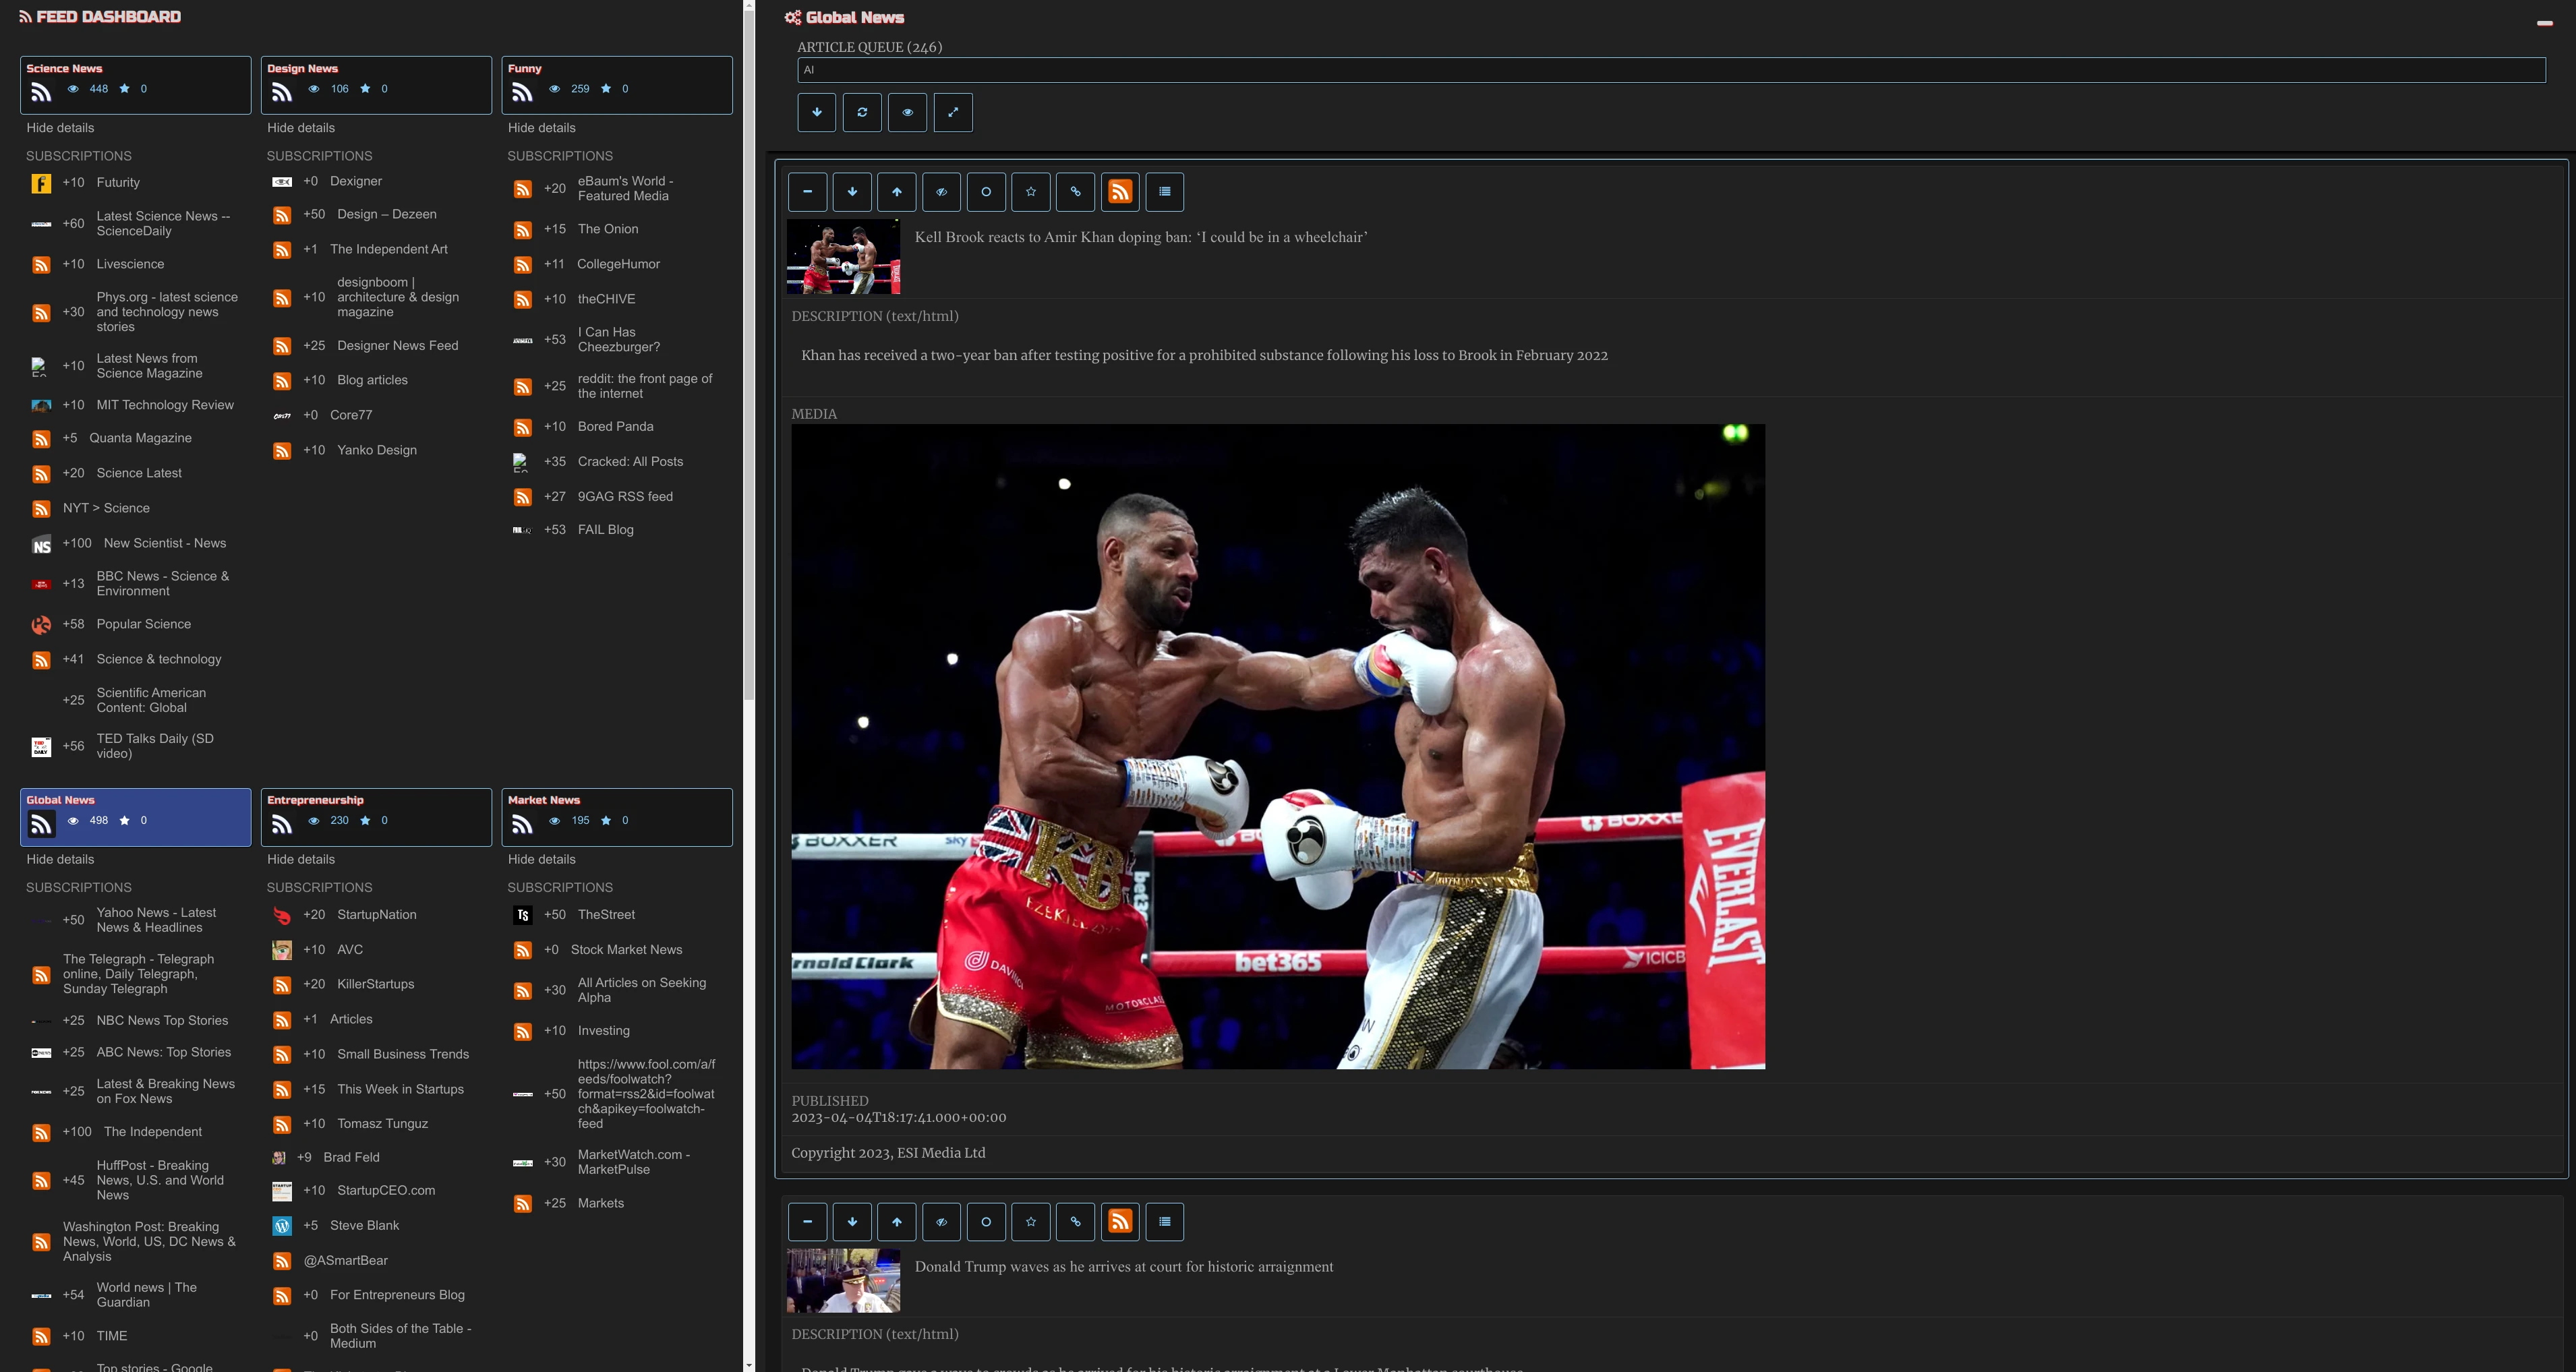 FEED DASHBOARD
Science News
448 0
Hide details
SUBSCRIPTIONS
+10 Futurity
+60 Latest Science News --
ScienceDaily
+10 Livescience
+30 Phys.org - latest science
and technology news
stories
+10 Latest News from
Science Magazine
+10 MIT Technology Review
+5 Quanta Magazine
+20 Science Latest
NYT > Science
+100 New Scientist - News
+13 BBC News - Science &
Environment
+58 Popular Science
+41 Science & technology
+25 Scientific American
Content: Global
+56 TED Talks Daily (SD
video)
Design News
106 0
Hide details
SUBSCRIPTIONS
+0 Dexigner
+50 Design – Dezeen
+1 The Independent Art
+10 designboom |
architecture & design
magazine
+25 Designer News Feed
+10 Blog articles
+0 Core77
+10 Yanko Design
Funny
259 0
Hide details
SUBSCRIPTIONS
+20 eBaum's World -
Featured Media
+15 The Onion
+11 CollegeHumor
+10 theCHIVE
+53 I Can Has
Cheezburger?
+25 reddit: the front page of
the internet
+10 Bored Panda
+35 Cracked: All Posts
+27 9GAG RSS feed
+53 FAIL Blog
Global News
498 0
Hide details
SUBSCRIPTIONS
+50 Yahoo News - Latest
News & Headlines
The Telegraph - Telegraph
online, Daily Telegraph,
Sunday Telegraph
+25 NBC News Top Stories
+25 ABC News: Top Stories
+25 Latest & Breaking News
on Fox News
+100 The Independent
+45 HuffPost - Breaking
News, U.S. and World
News
Washington Post: Breaking
News, World, US, DC News &
Analysis
+54 World news | The
Guardian
+10 TIME
Top stories - Google
Entrepreneurship
230 0
Hide details
SUBSCRIPTIONS
+20 StartupNation
+10 AVC
+20 KillerStartups
+1 Articles
+10 Small Business Trends
+15 This Week in Startups
+10 Tomasz Tunguz
+9 Brad Feld
+10 StartupCEO.com
+5 Steve Blank
@ASmartBear
+0 For Entrepreneurs Blog
+0 Both Sides of the Table -
Medium
Market News
195 0
Hide details
SUBSCRIPTIONS
+50 TheStreet
+0 Stock Market News
+30 All Articles on Seeking
Alpha
+10 Investing
+50 https://www.fool.com/a/f
eeds/foolwatch?
format=rss2&id=foolwat
ch&apikey=foolwatch-
feed
+30 MarketWatch.com -
MarketPulse
+25 Markets
Global News
ARTICLE QUEUE (246)
AI
Kell Brook reacts to Amir Khan doping ban: ‘I could be in a wheelchair’
DESCRIPTION (text/html)
Khan has received a two-year ban after testing positive for a prohibited substance following his loss to Brook in February 2022
MEDIA
BOXXER
sky
BOXXE
KB
EZEKIEL
bet36
EVERLAST
DAVINCI
MOTORCLAS
rnold Clark
bet365
ICICB
PUBLISHED
2023-04-04T18:17:41.000+00:00
Copyright 2023, ESI Media Ltd
Donald Trump waves as he arrives at court for historic arraignment
DESCRIPTION (text/html)